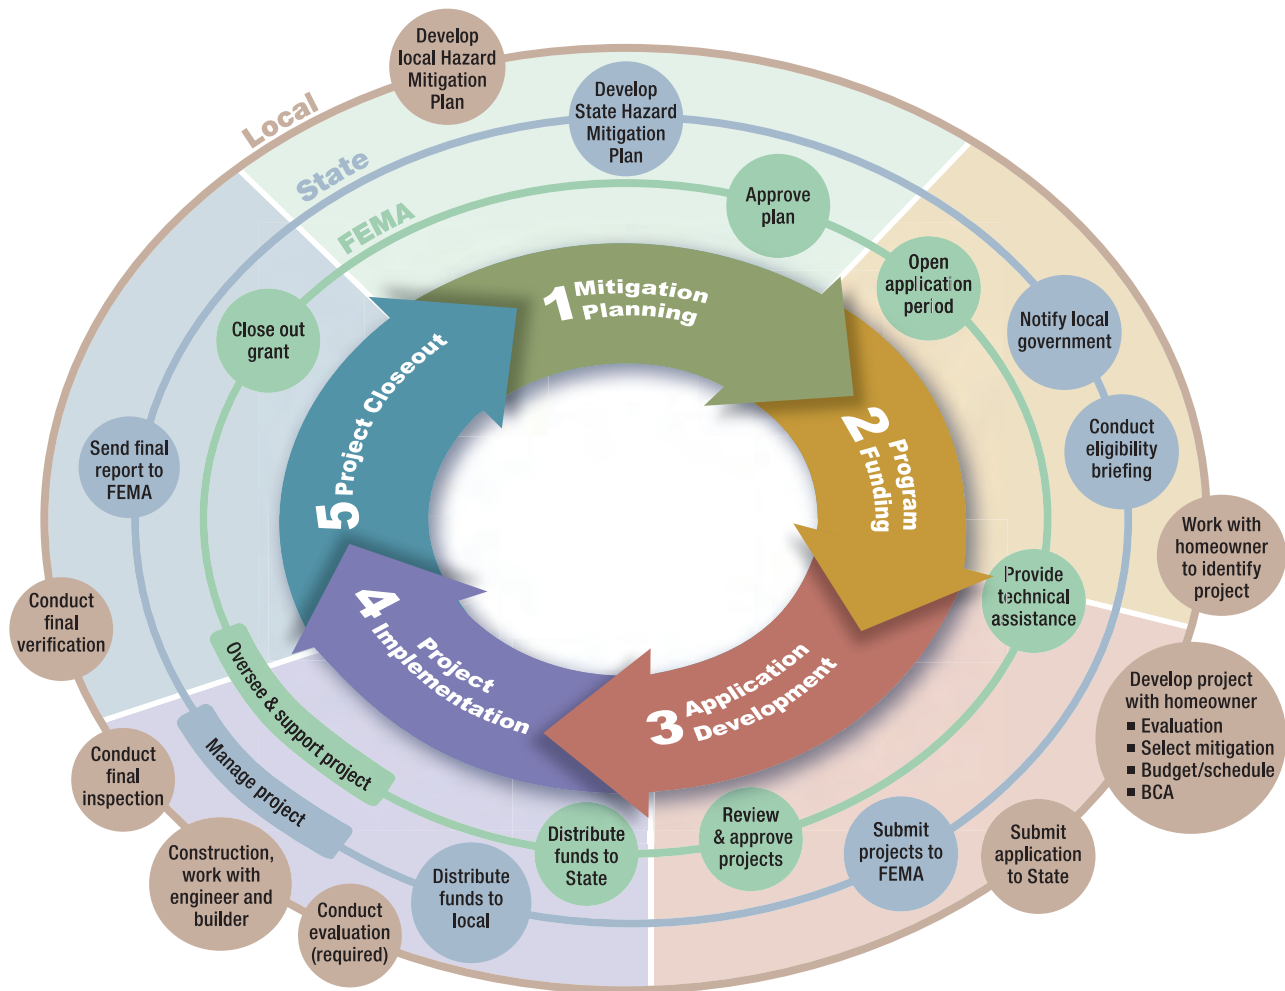 Develop
local Hazard
Mitigation
Plan
Develop
State Hazard
Mitigation
Plan
Approve
plan
Local
State
FEMA
Open
application
period
Notify local
government
Conduct
eligibility
briefing
Work with
homeowner
to identify
project
Provide
technical
assistance
Develop project
with homeowner
■ Evaluation
■ Select mitigation
■ Budget/schedule
■ BCA
Submit
application
to State
Submit
projects to
FEMA
Review
& approve
projects
Distribute
funds to
State
Distribute
funds to
local
Conduct
evaluation
(required)
Construction,
work with
engineer and
builder
Conduct
final
inspection
Manage project
Oversee & support project
Conduct
final
verification
Send final
report to
FEMA
Close out
grant
1 Mitigation
Planning
2 Program
Funding
3 Application
Development
4 Project
Implementation
5 Project Closeout